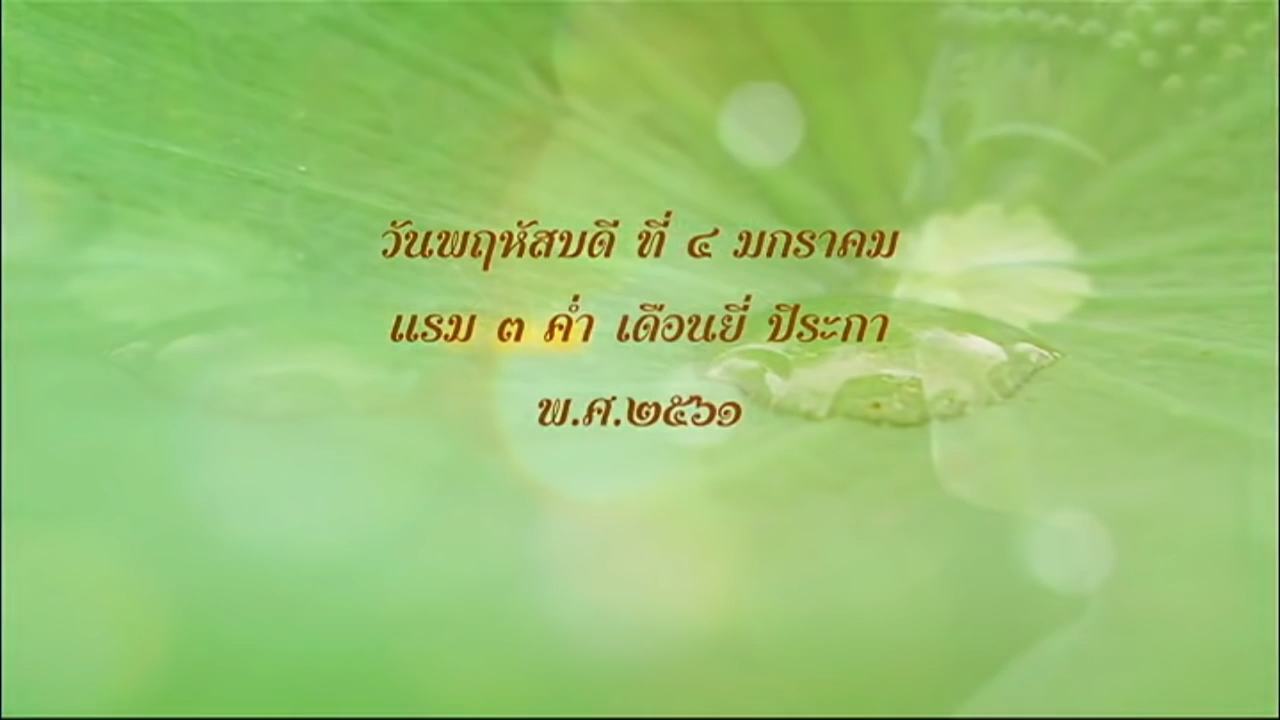 วันพฤหัสบดี ที่ ๔ มกราคม
แรม ๓ ค่ำ เดือนยี่ ปีระกา
พ.ศ.๒๕๖๑